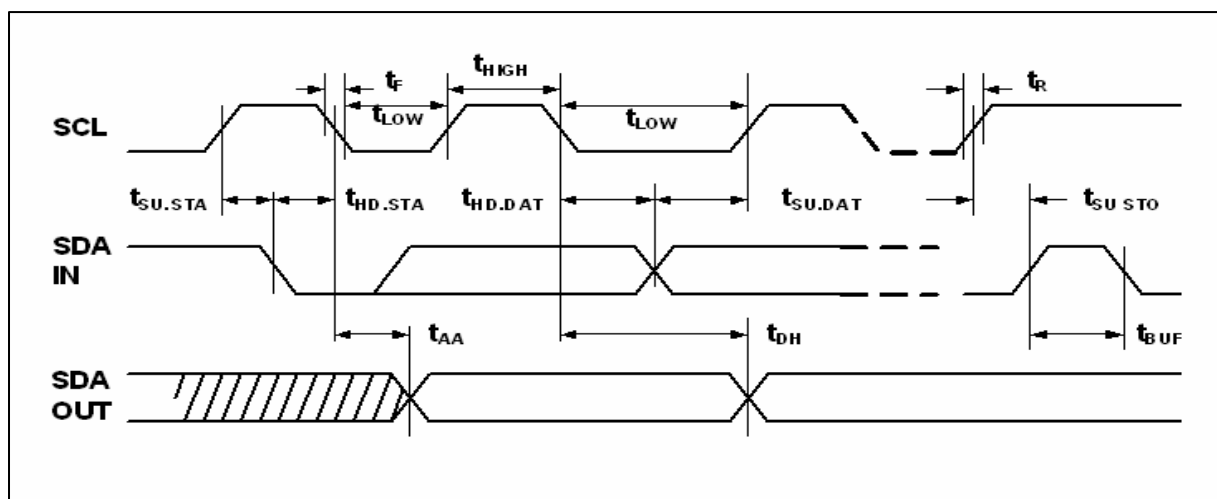 tF
tHIGH
tR
SCL
tLOW
tLOW
tSU.STA
tHD.STA
tHD.DAT
tSU.DAT
tSU STO
SDA
IN
tAA
tDH
tBUF
SDA
OUT